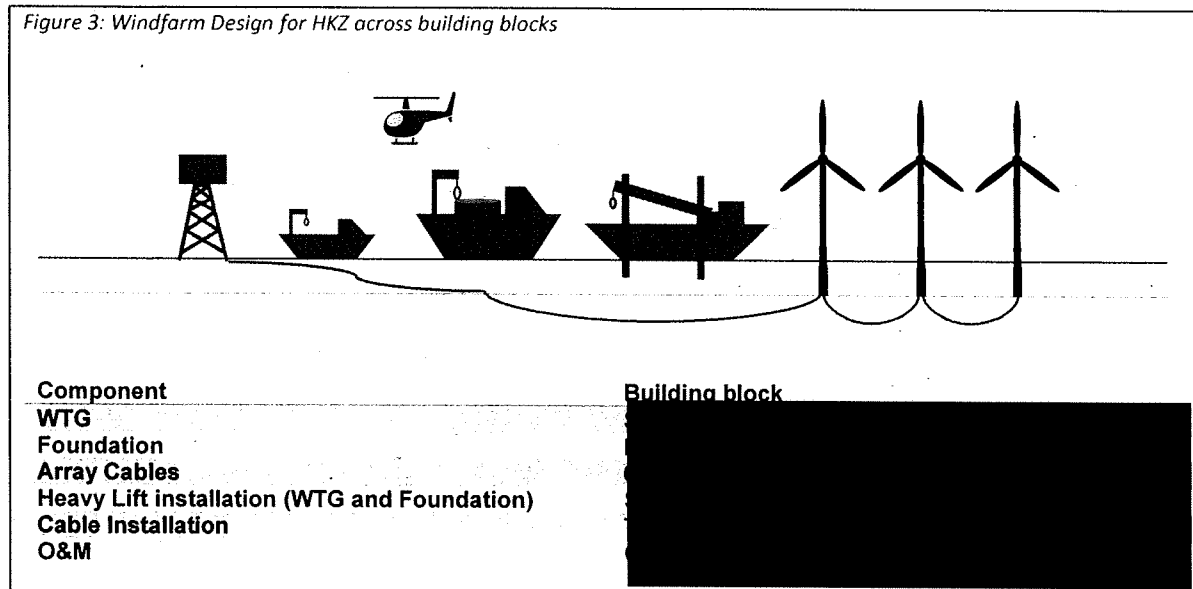 Figure 3: Windfarm Design for HKZ across building blocks
Component Building block
WTG
Foundation
Array Cables
Heavy Lift installation (WTG and Foundation)
Cable Installation
O&M